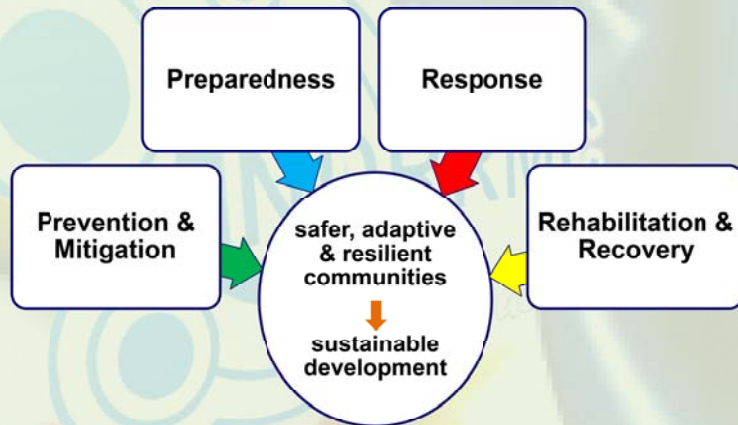 Preparedness
Response
Prevention &
Mitigation
Rehabilitation &
Recovery
safer, adaptive
& resilient
communities
sustainable
development